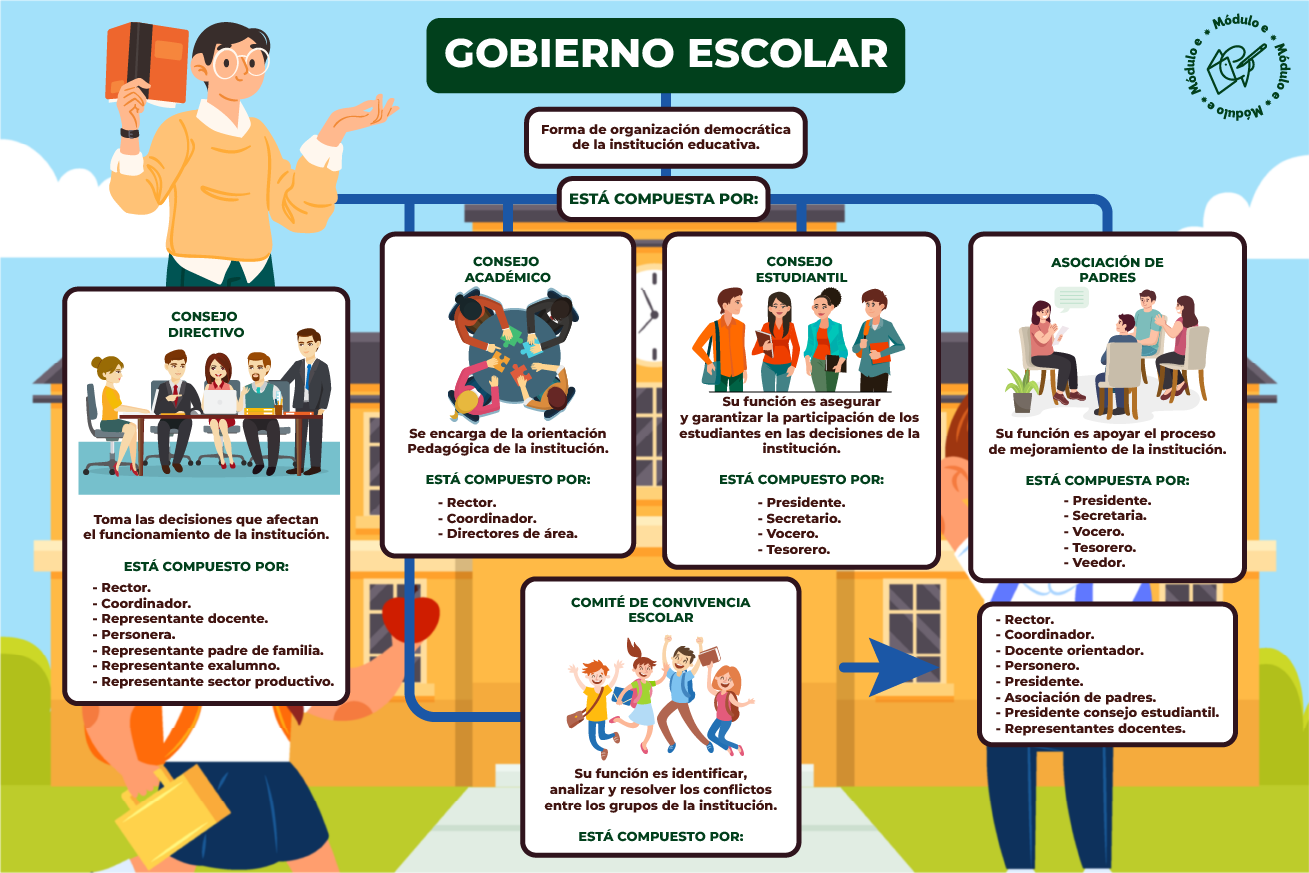 GOBIERNO ESCOLAR
* Módulo e * Módulo e * Módulo e * Módulo e
Forma de organización democrática
de la institución educativa.
ESTÁ COMPUESTA POR:
CONSEJO
DIRECTIVO
Toma las decisiones que afectan
el funcionamiento de la institución.
ESTÁ COMPUESTO POR:
- Rector.
- Coordinador.
- Representante docente.
- Personera.
- Representante padre de familia.
- Representante exalumno.
- Representante sector productivo.
CONSEJO
ACADÉMICO
Se encarga de la orientación
Pedagógica de la institución.
ESTÁ COMPUESTO POR:
- Rector.
- Coordinador.
- Directores de área.
CONSEJO
ESTUDIANTIL
Su función es asegurar
y garantizar la participación de los
estudiantes en las decisiones de la
institución.
ESTÁ COMPUESTO POR:
- Presidente.
- Secretario.
- Vocero.
- Tesorero.
ASOCIACIÓN DE
PADRES
Su función es apoyar el proceso
de mejoramiento de la institución.
ESTÁ COMPUESTA POR:
- Presidente.
- Secretaria.
- Vocero.
- Tesorero.
- Veedor.
COMITÉ DE CONVIVENCIA
ESCOLAR
Su función es identificar,
analizar y resolver los conflictos
entre los grupos de la institución.
ESTÁ COMPUESTO POR:
- Rector.
- Coordinador.
- Docente orientador.
- Personero.
- Presidente.
- Asociación de padres.
- Presidente consejo estudiantil.
- Representantes docentes.